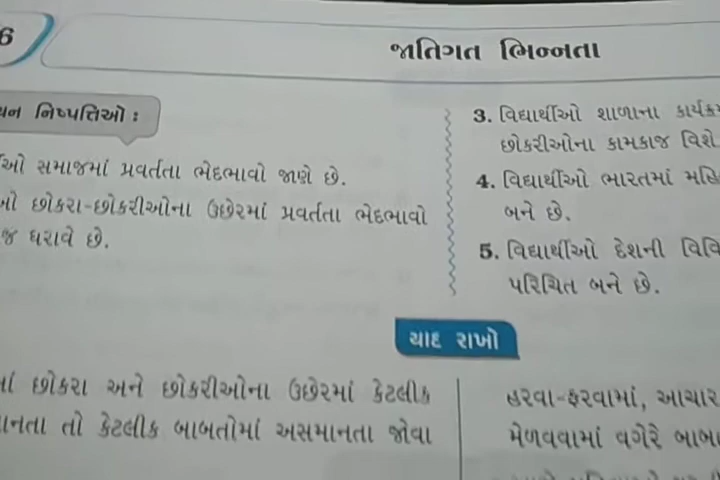 6
જાતિગત ભિન્નતા
નિષ્પત્તિઓ :
સમાજમાં પ્રવર્તતા ભેદભાવો જાણે છે.
છોકરા-છોકરીઓના ઉછેરમાં પ્રવર્તતા ભેદભાવો
ધરાવે છે.
3. વિદ્યાર્થીઓ શાળાના
છોકરીઓના કામકાજ વિશે
4. વિદ્યાર્થીઓ ભારતમાં
બને છે.
5. વિદ્યાર્થીઓ દેશની
પરિચિત બને છે.
યાદ રાખો
છોકરા અને છોકરીઓના ઉછેરમાં કેટલીક
તો કેટલીક બાબતોમાં અસમાનતા જોવા
હરવા-ફરવામાં, આચાર
મેળવવામાં વગેરે